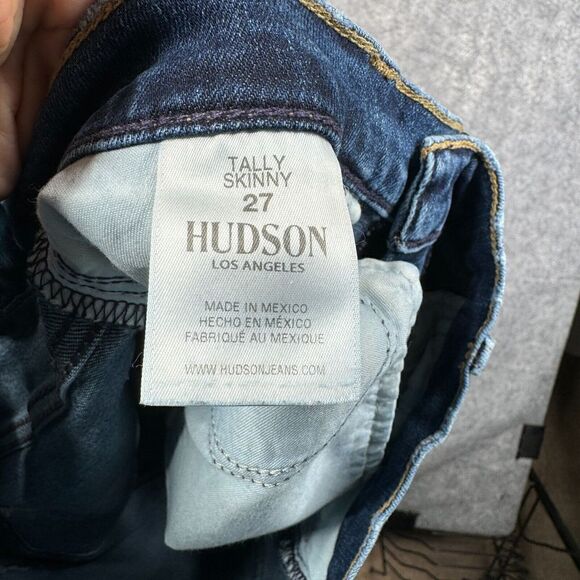 TALLY
SKINNY
27
HUDSON
LOS ANGELES
MADE IN MEXICO
HECHO EN MÉXICO
FABRIQUÉ AU MEXIQUE
WWW.HUDSONJEANS.COM